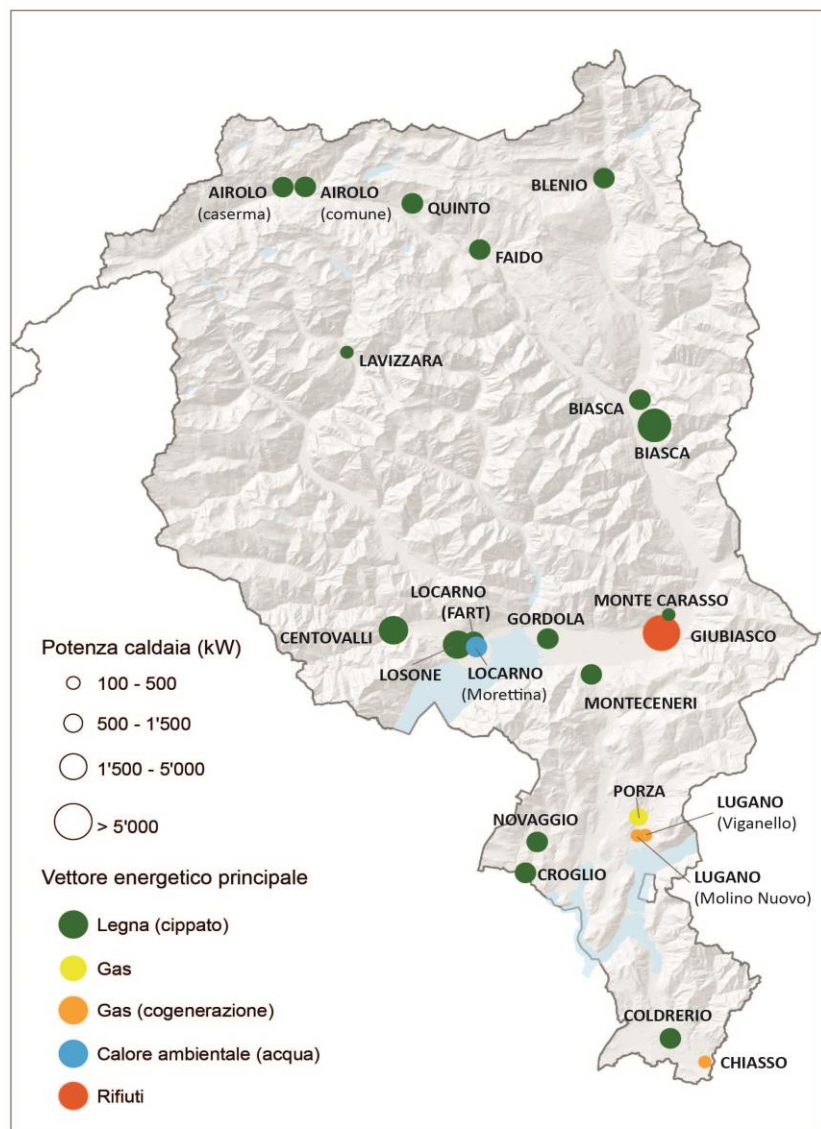 BLENIO
AIROLO
(caserma)
AIROLO
(comune)
QUINTO
FAIDO
LAVIZZARA
BIASCA
BIASCA
LOCARNO
(FART)
GORDOLA
MONTE CARASSO
CENTOVALLI
GIUBIASCO
LOSONE
LOCARNO
(Morettina)
MONTECENERI
Potenza caldaia (kW)
100 - 500
500 - 1'500
1'500 - 5'000
> 5'000
PORZA
LUGANO
(Viganello)
NOVAGGIO
CROGLIO
LUGANO
(Molino Nuovo)
Vettore energetico principale
Legna (cippato)
Gas
Gas (cogenerazione)
Calore ambientale (acqua)
Rifiuti
COLDRERIO
CHIASSO